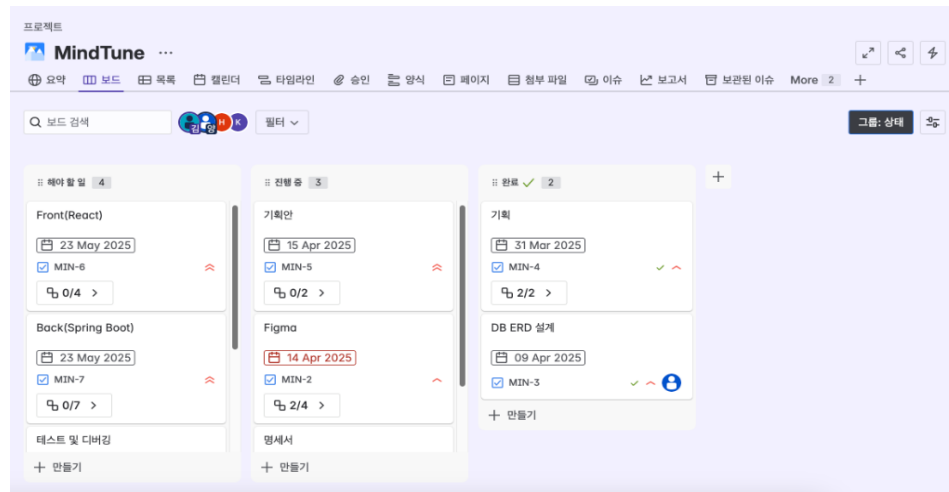 프로젝트
MindTune ...
요약 보드 목록 캘린더 타임라인 승인 양식 페이지 첨부 파일 이슈 보고서 보관된 이슈 More 2
보드 검색
김 양 H K
필터
그룹: 상태
해야 할 일 4
Front(React)
23 May 2025
MIN-6
0/4
Back(Spring Boot)
23 May 2025
MIN-7
0/7
테스트 및 디버깅
만들기
진행 중 3
기획안
15 Apr 2025
MIN-5
0/2
Figma
14 Apr 2025
MIN-2
2/4
명세서
만들기
완료 2
기획
31 Mar 2025
MIN-4
2/2
DB ERD 설계
09 Apr 2025
MIN-3
만들기